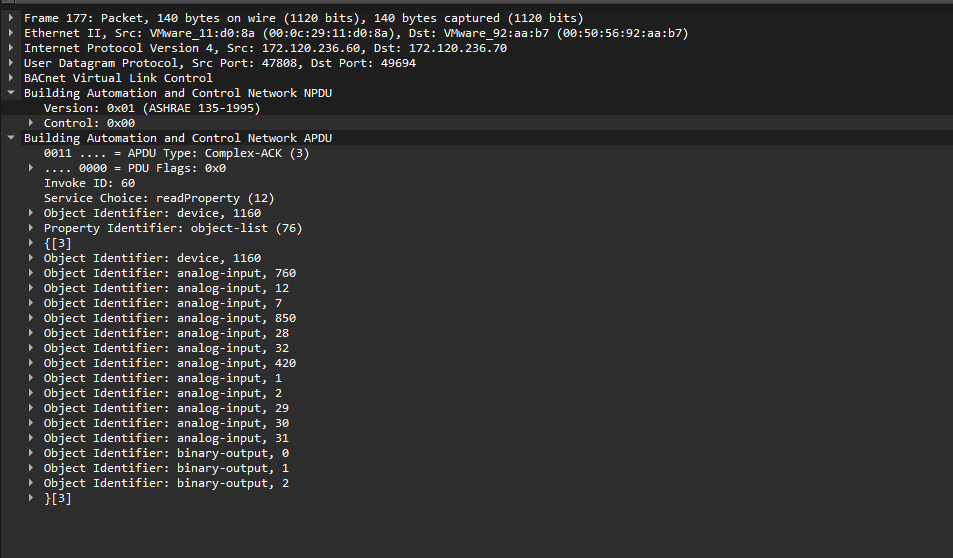 Frame 177: Packet, 140 bytes on wire (1120 bits), 140 bytes captured (1120 bits)
Ethernet II, Src: VMware_11:d0:8a (00:0c:29:11:d0:8a), Dst: VMware_92:aa:b7 (00:50:56:92:aa:b7)
Internet Protocol Version 4, Src: 172.120.236.60, Dst: 172.120.236.70
User Datagram Protocol, Src Port: 47808, Dst Port: 49694
BACnet Virtual Link Control
Building Automation and Control Network NPDU
Version: 0x01 (ASHRAE 135-1995)
Control: 0x00
Building Automation and Control Network APDU
0011 .... = APDU Type: Complex-ACK (3)
.... 0000 = PDU Flags: 0x0
Invoke ID: 60
Service Choice: readProperty (12)
Object Identifier: device, 1160
Property Identifier: object-list (76)
{[3]
Object Identifier: device, 1160
Object Identifier: analog-input, 760
Object Identifier: analog-input, 12
Object Identifier: analog-input, 7
Object Identifier: analog-input, 850
Object Identifier: analog-input, 28
Object Identifier: analog-input, 32
Object Identifier: analog-input, 420
Object Identifier: analog-input, 1
Object Identifier: analog-input, 2
Object Identifier: analog-input, 29
Object Identifier: analog-input, 30
Object Identifier: analog-input, 31
Object Identifier: binary-output, 0
Object Identifier: binary-output, 1
Object Identifier: binary-output, 2
}[3]